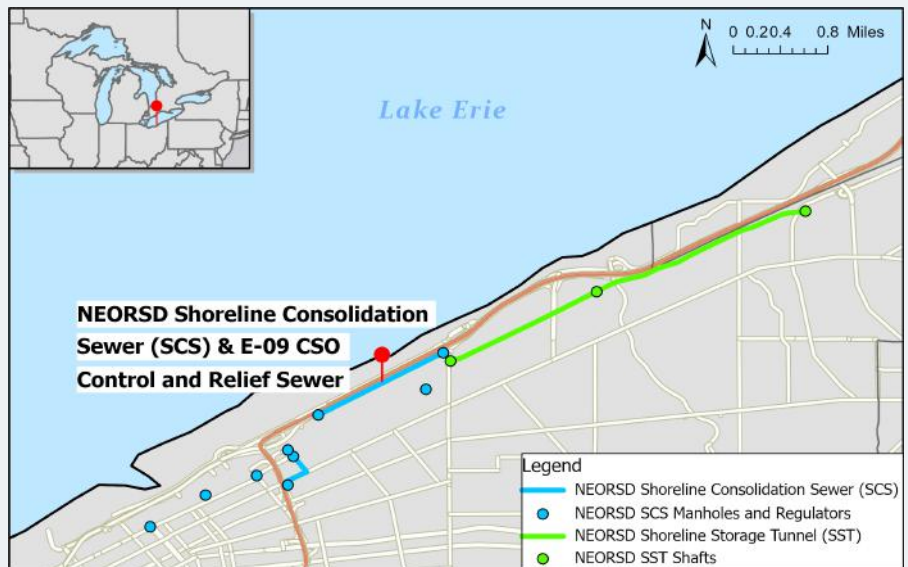 N
0 0.20.4 0.8 Miles
Lake Erie
NEORSD Shoreline Consolidation
Sewer (SCS) & E-09 CSO
Control and Relief Sewer
Legend
NEORSD Shoreline Consolidation Sewer (SCS)
NEORSD SCS Manholes and Regulators
NEORSD Shoreline Storage Tunnel (SST)
NEORSD SST Shafts